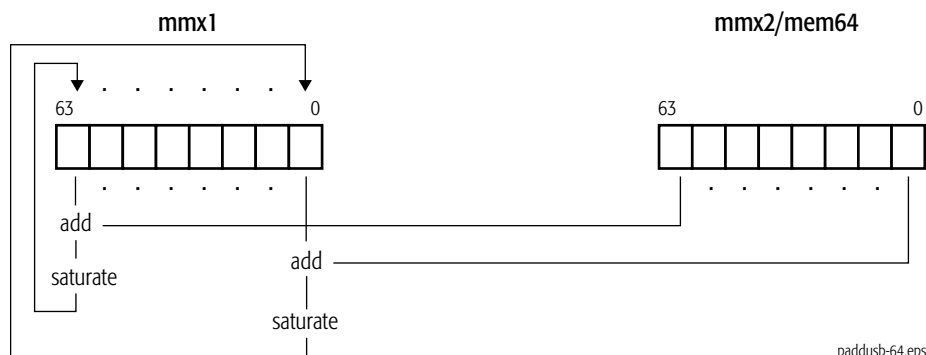 mmx1 mmx2/mem64
. . . . . .
63 0 63 0
. . . . . . . . . . . .
add
add
saturate
saturate
paddusb-64.eps